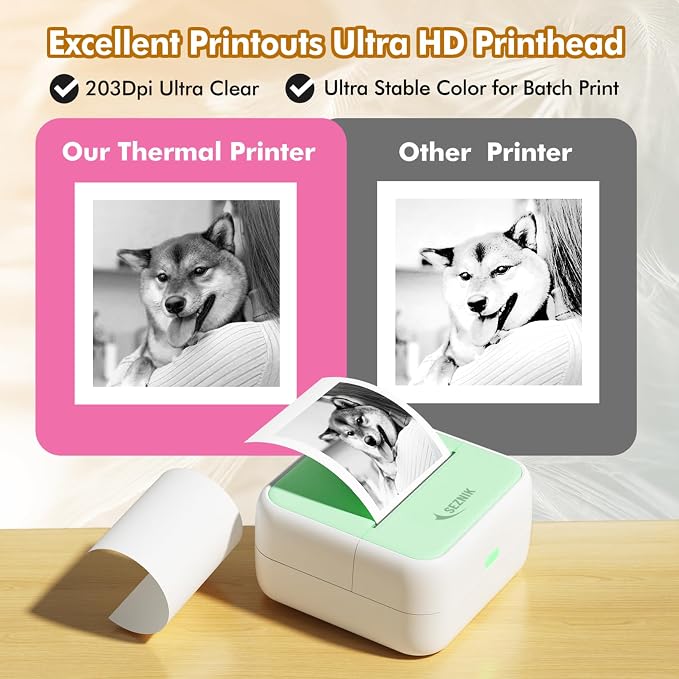 Excellent Printouts Ultra HD Printhead
203Dpi Ultra Clear
Ultra Stable Color for Batch Print
Our Thermal Printer
Other Printer
SEZNIK